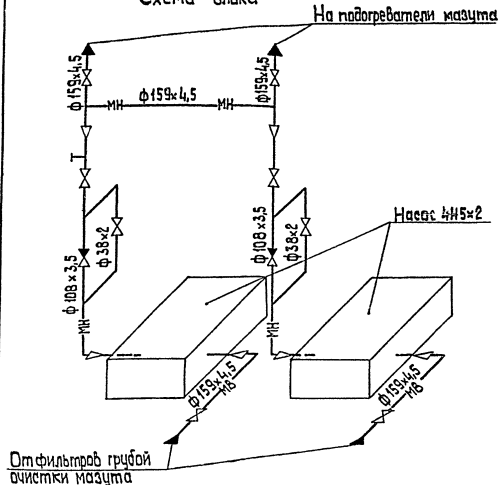 Схема блока
На подогреватели мазута
ф159х4,5
ф159х4,5
МН ф159х4,5 МН
Т
ф108х3,5
ф38х2
ф108х3,5
ф38х2
Насос 4Н5х2
МН
МН
ф159х4,5
МВ
ф159х4,5
МВ
От фильтров грубой
очистки мазута